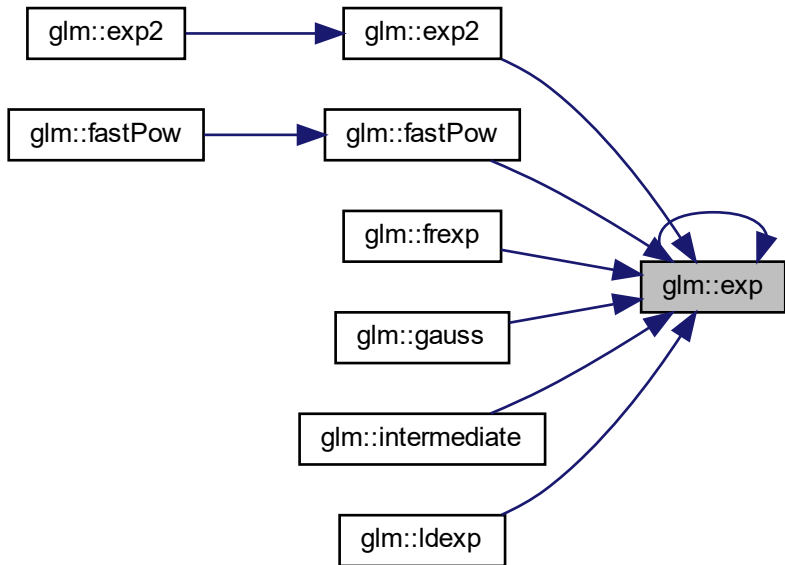 glm::exp2
glm::exp2
glm::fastPow
glm::fastPow
glm::frexp
glm::exp
glm::gauss
glm::intermediate
glm::ldexp